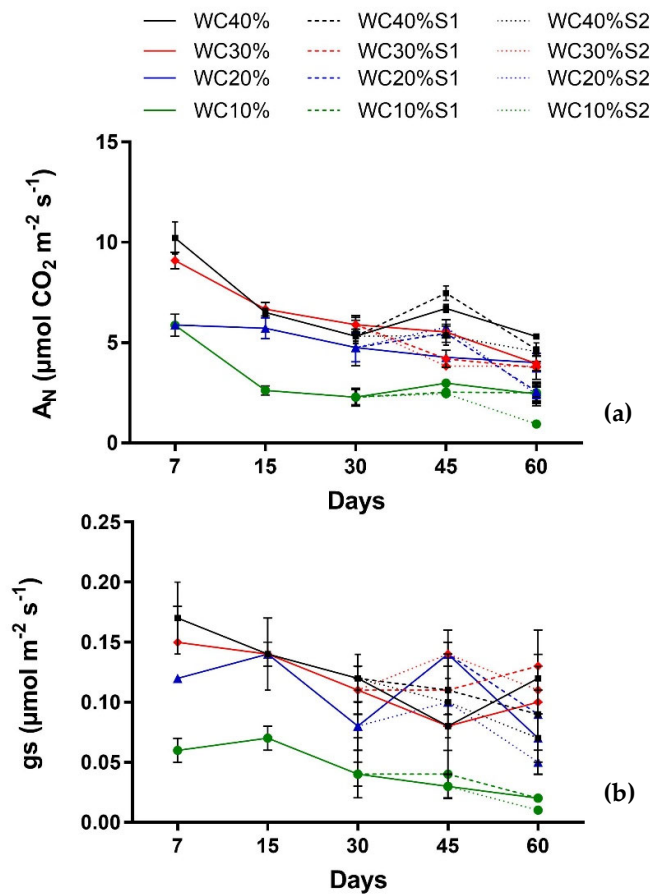 WC40% WC40%S1 WC40%S2
WC30% WC30%S1 WC30%S2
WC20% WC20%S1 WC20%S2
WC10% WC10%S1 WC10%S2
15
10
5
0
A_N (µmol CO₂ m⁻² s⁻¹)
7 15 30 45 60
Days
(a)
0.25
0.20
0.15
0.10
0.05
0.00
gs (µmol m⁻² s⁻¹)
7 15 30 45 60
Days
(b)